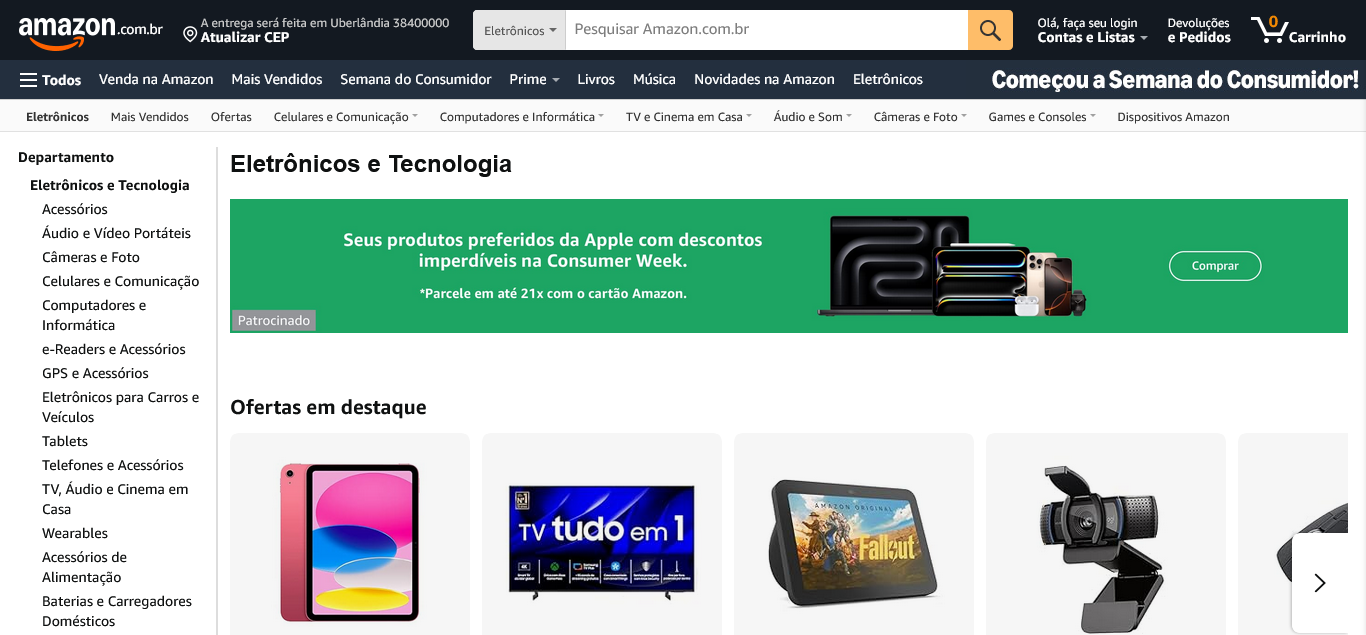 amazon.com.br
A entrega será feita em Uberlândia 38400000
Atualizar CEP
Eletrônicos
Pesquisar Amazon.com.br
Olá, faça seu login
Contas e Listas
Devoluções
e Pedidos
0
Carrinho
Todos
Venda na Amazon
Mais Vendidos
Semana do Consumidor
Prime
Livros
Música
Novidades na Amazon
Eletrônicos
Começou a Semana do Consumidor!
Eletrônicos
Mais Vendidos
Ofertas
Celulares e Comunicação
Computadores e Informática
TV e Cinema em Casa
Áudio e Som
Câmeras e Foto
Games e Consoles
Dispositivos Amazon
Departamento
Eletrônicos e Tecnologia
Acessórios
Áudio e Vídeo Portáteis
Câmeras e Foto
Celulares e Comunicação
Computadores e
Informática
e-Readers e Acessórios
GPS e Acessórios
Eletrônicos para Carros e
Veículos
Tablets
Telefones e Acessórios
TV, Áudio e Cinema em
Casa
Wearables
Acessórios de
Alimentação
Baterias e Carregadores
Domésticos
Eletrônicos e Tecnologia
Seus produtos preferidos da Apple com descontos
imperdíveis na Consumer Week.
*Parcele em até 21x com o cartão Amazon.
Comprar
Patrocinado
Ofertas em destaque
TV tudo em 1
4K
AMAZON ORIGINAL
Fallout